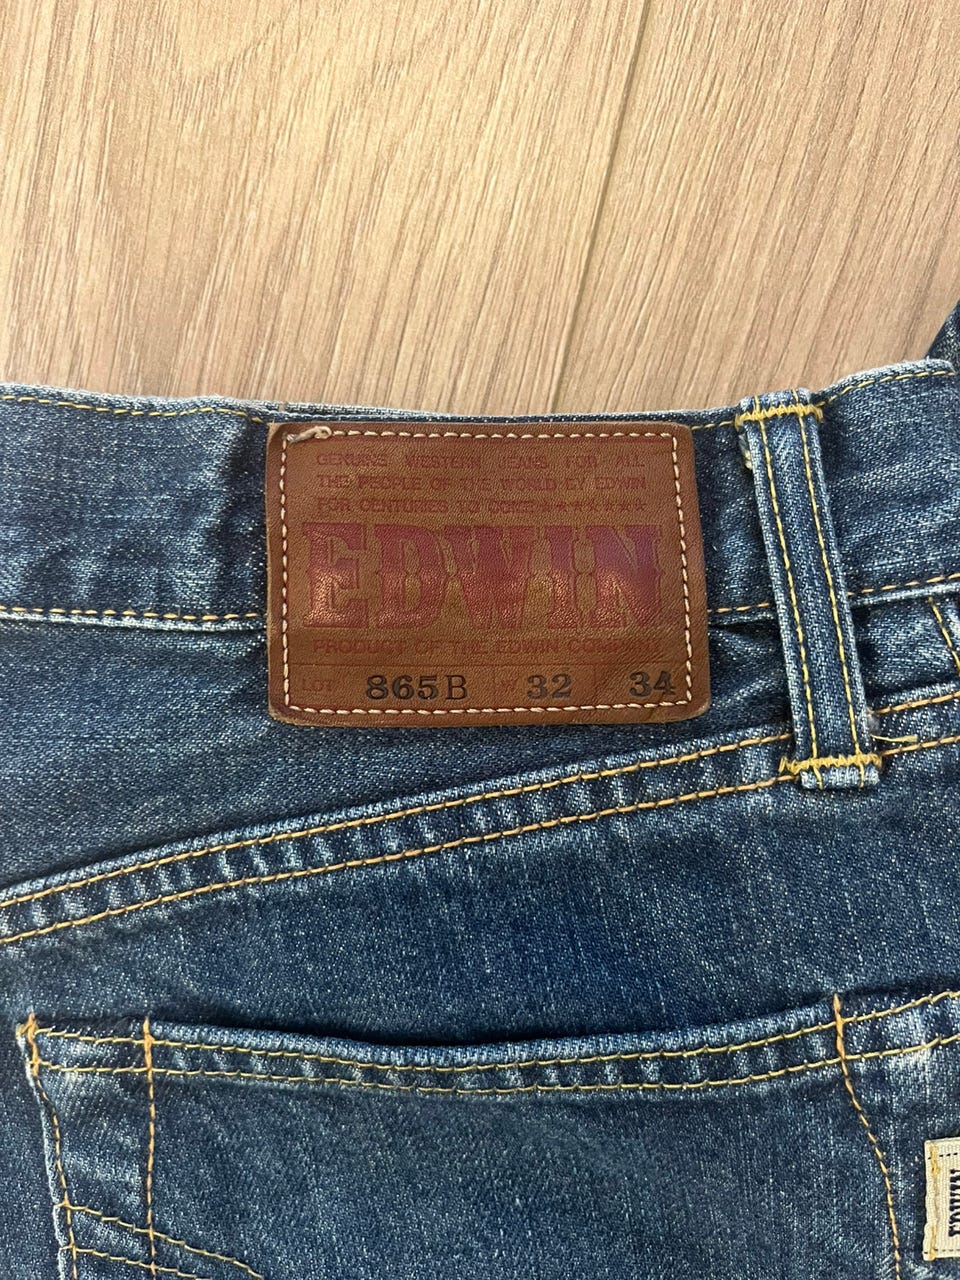 GENUINE WESTERN JEANS FOR ALL
THE PEOPLE OF THE WORLD BY EDWIN
FOR CENTURIES TO COME★★★★★★★
EDWIN
PRODUCT OF THE EDWIN COMPANY
LOT 865B W 32 34
EDWIN